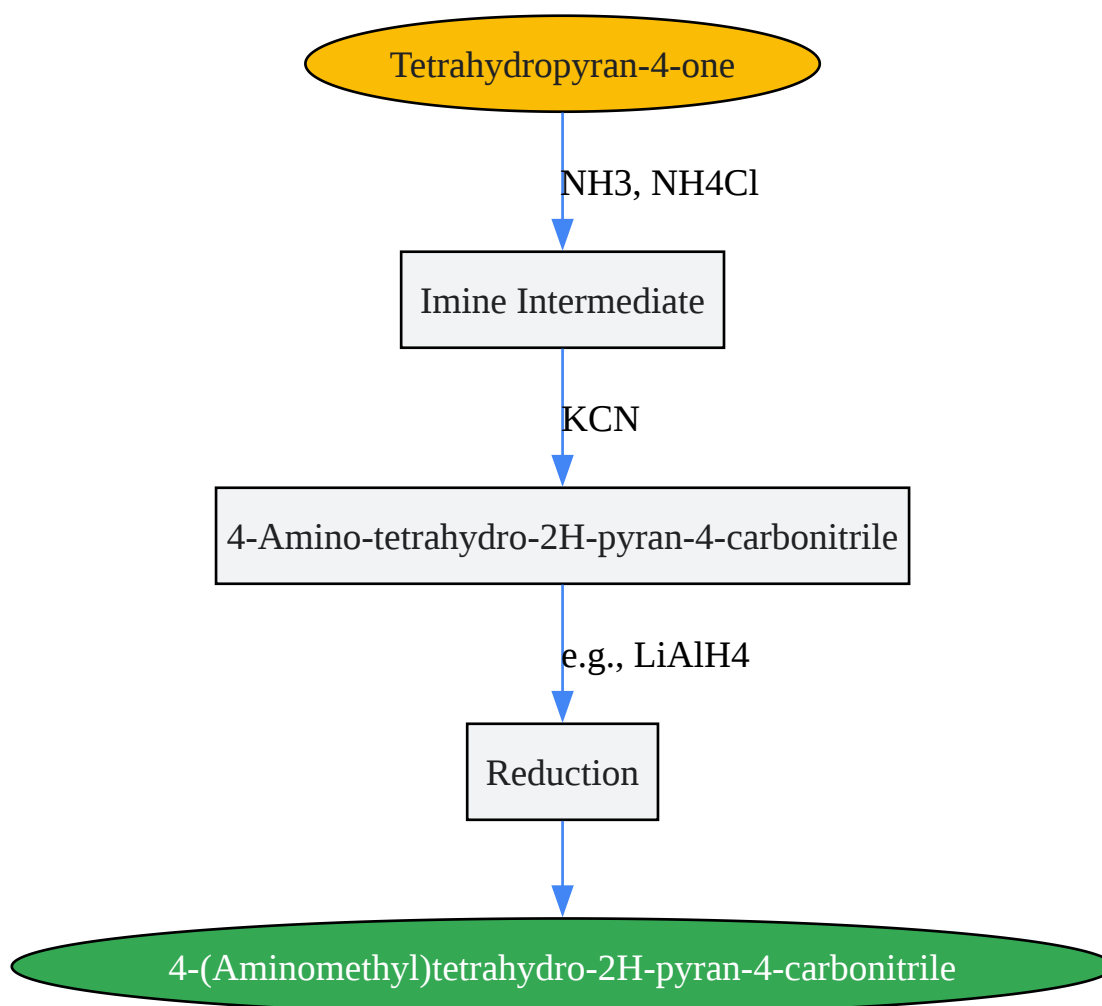 Tetrahydropyran-4-one
NH3, NH4Cl
Imine Intermediate
KCN
4-Amino-tetrahydro-2H-pyran-4-carbonitrile
e.g., LiAlH4
Reduction
4-(Aminomethyl)tetrahydro-2H-pyran-4-carbonitrile